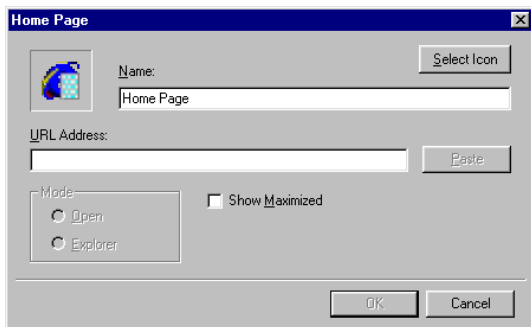 Home Page
Select Icon
Name:
Home Page
URL Address:
Paste
Mode
Open
Explorer
Show Maximized
OK
Cancel